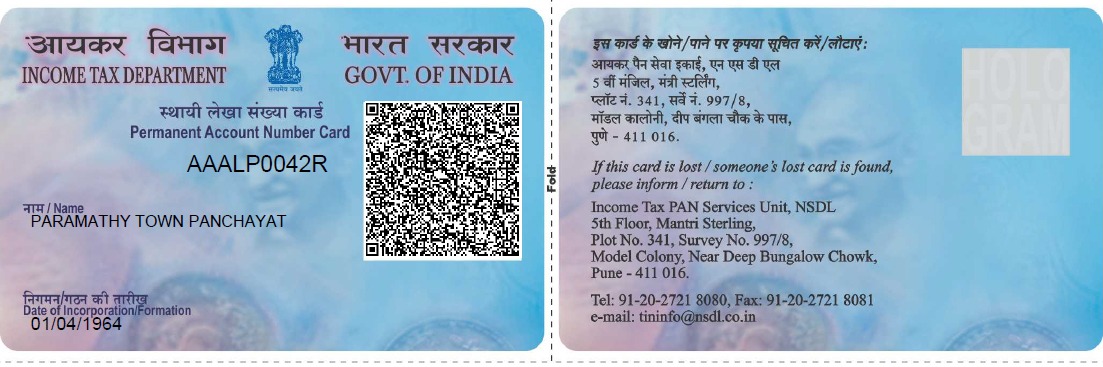 आयकर विभाग
INCOME TAX DEPARTMENT
सत्यमेव जयते
भारत सरकार
GOVT. OF INDIA
स्थायी लेखा संख्या कार्ड
Permanent Account Number Card
AAALP0042R
नाम / Name
PARAMATHY TOWN PANCHAYAT
निगमन/गठन की तारीख
Date of Incorporation/Formation
01/04/1964
Fold
इस कार्ड के खोने/पाने पर कृपया सूचित करें/लौटाएं:
आयकर पैन सेवा इकाई, एन एस डी एल
5 वीं मंजिल, मंत्री स्टर्लिंग,
प्लॉट नं. 341, सर्वे नं. 997/8,
मॉडल कालोनी, दीप बंगला चौक के पास,
पुणे - 411 016.
If this card is lost / someone's lost card is found,
please inform / return to :
Income Tax PAN Services Unit, NSDL
5th Floor, Mantri Sterling,
Plot No. 341, Survey No. 997/8,
Model Colony, Near Deep Bungalow Chowk,
Pune - 411 016.
Tel: 91-20-2721 8080, Fax: 91-20-2721 8081
e-mail: tininfo@nsdl.co.in
HOLO
GRAM